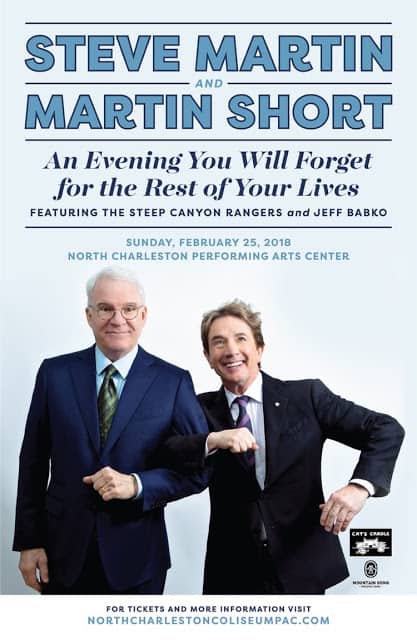 STEVE MARTIN
AND
MARTIN SHORT
An Evening You Will Forget
for the Rest of Your Lives
FEATURING THE STEEP CANYON RANGERS and JEFF BABKO
SUNDAY, FEBRUARY 25, 2018
NORTH CHARLESTON PERFORMING ARTS CENTER
CAT'S CRADLE
MOUNTAIN SONG
FOR TICKETS AND MORE INFORMATION VISIT
NORTHCHARLESTONCOLISEUMPAC.COM